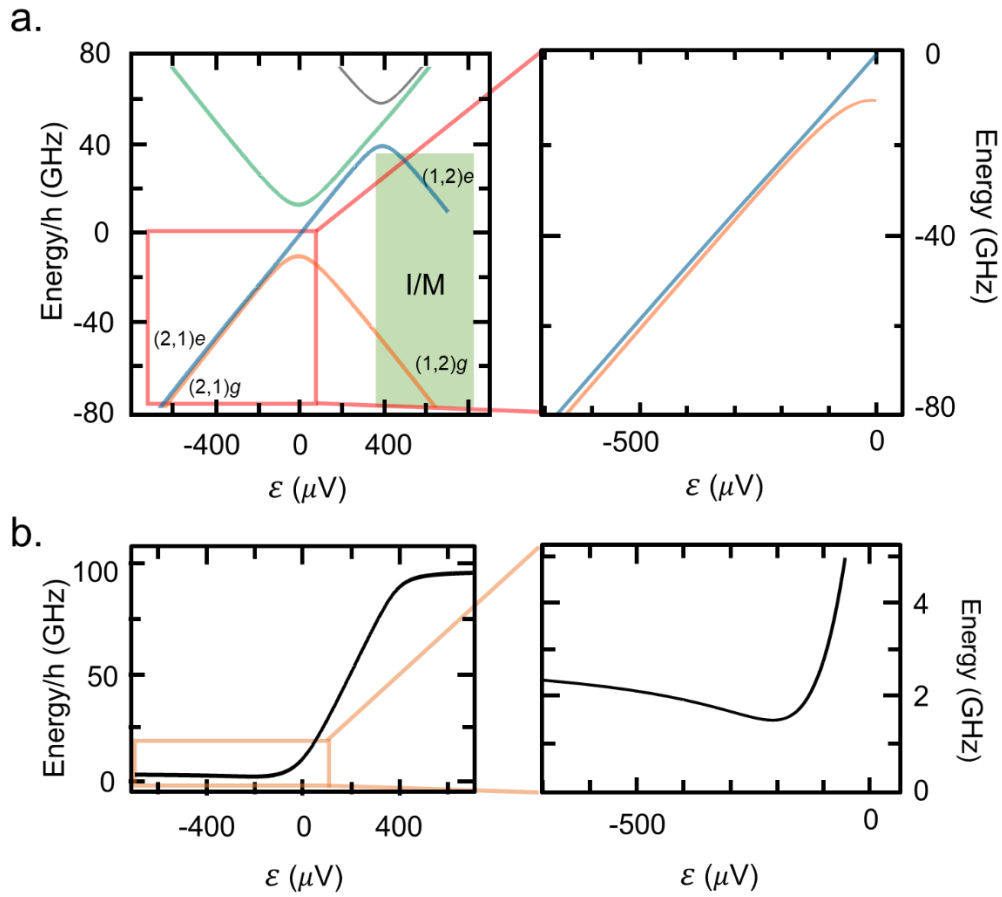 a.
80
40
0
-40
-80
Energy/h (GHz)
(2,1)e
(2,1)g
(1,2)e
I/M
(1,2)g
-400 0 400
ε (μV)
0
-40
-80
Energy (GHz)
-500 0
ε (μV)
b.
100
50
0
Energy/h (GHz)
-400 0 400
ε (μV)
4
2
0
Energy (GHz)
-500 0
ε (μV)